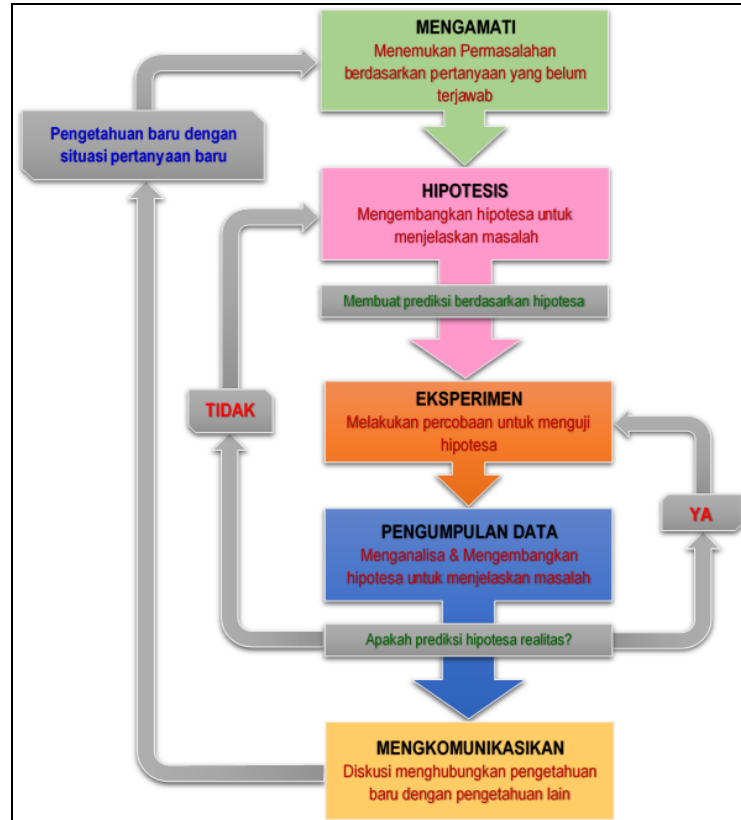 MENGAMATI
Menemukan Permasalahan
berdasarkan pertanyaan yang belum
terjawab
Pengetahuan baru dengan
situasi pertanyaan baru
HIPOTESIS
Mengembangkan hipotesa untuk
menjelaskan masalah
Membuat prediksi berdasarkan hipotesa
EKSPERIMEN
Melakukan percobaan untuk menguji
hipotesa
TIDAK
YA
PENGUMPULAN DATA
Menganalisa & Mengembangkan
hipotesa untuk menjelaskan masalah
Apakah prediksi hipotesa realitas?
MENGKOMUNIKASIKAN
Diskusi menghubungkan pengetahuan
baru dengan pengetahuan lain